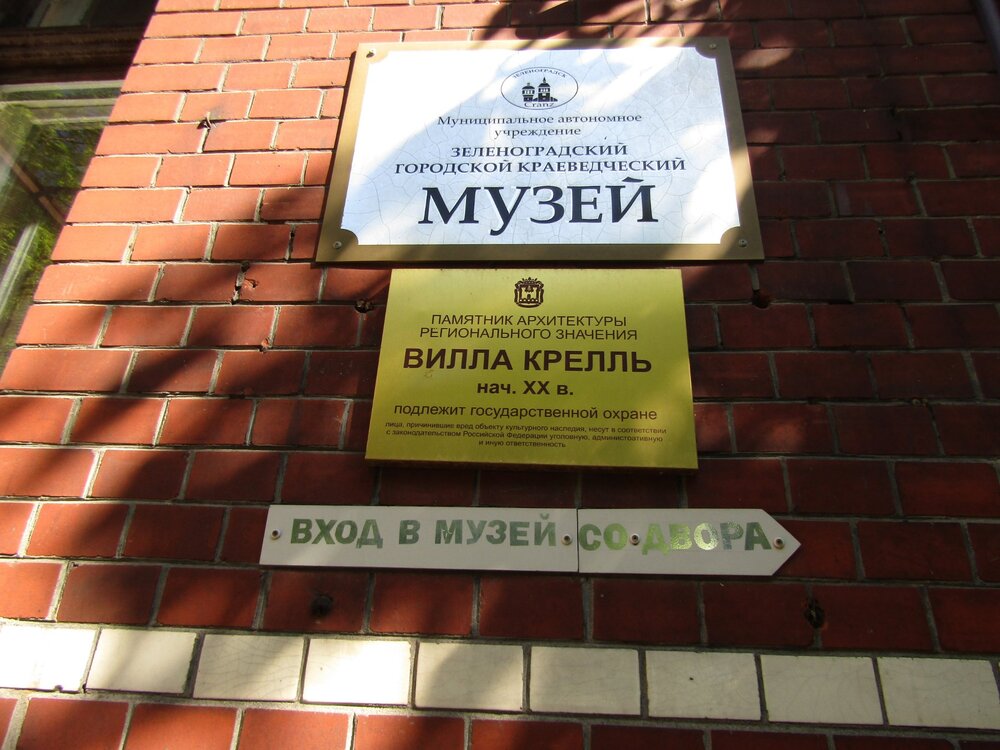 ЗЕЛЕНОГРАДСК
Cranz
Муниципальное автономное
учреждение
ЗЕЛЕНОГРАДСКИЙ
ГОРОДСКОЙ КРАЕВЕДЧЕСКИЙ
МУЗЕЙ
ПАМЯТНИК АРХИТЕКТУРЫ
РЕГИОНАЛЬНОГО ЗНАЧЕНИЯ
ВИЛЛА КРЕЛЛЬ
нач. XX в.
подлежит государственной охране
лица, причинившие вред объекту культурного наследия, несут в соответствии
с законодательством Российской Федерации уголовную, административную
и иную ответственность
ВХОД В МУЗЕЙ СО ДВОРА